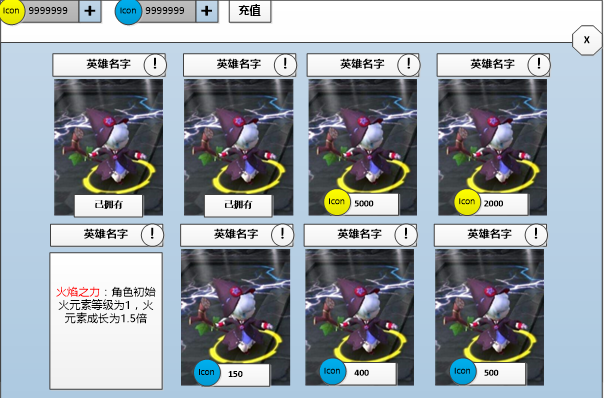 Icon 9999999 + Icon 9999999 + 充值
X
英雄名字 ! 英雄名字 ! 英雄名字 ! 英雄名字 !
已拥有 已拥有 Icon 5000 Icon 2000
英雄名字 ! 英雄名字 ! 英雄名字 ! 英雄名字 !
火焰之力：角色初始
火元素等级为1，火
元素成长为1.5倍
Icon 150 Icon 400 Icon 500